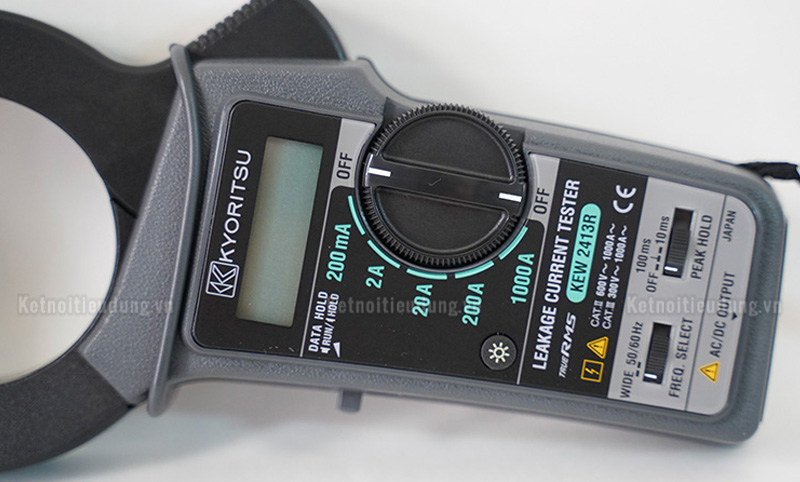 KYORITSU
OFF
200mA
2A
20A
200A
1000A
OFF
DATA HOLD
RUN/ HOLD
LEAKAGE CURRENT TESTER
KEW 2413R
TRUE RMS
CAT.II 600V~1000A~
CAT.III 300V~1000A~
CE
100ms
OFF 10ms
PEAK HOLD
WIDE 50/60Hz
FREQ. SELECT
AC/DC OUTPUT
JAPAN
Ketnoitieudung.vn
Ketnoitieudung.vn
Ketnoitieudung.vn